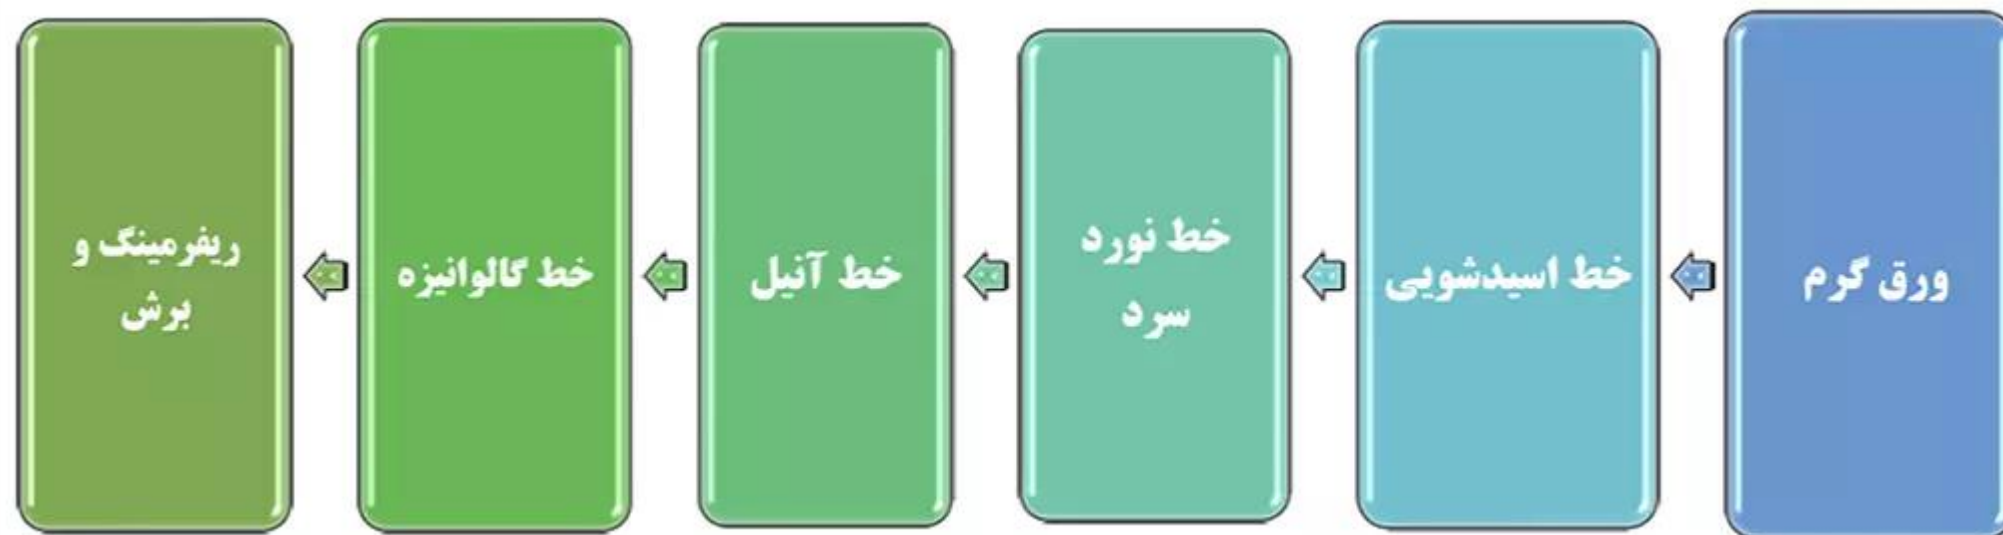 ورق گرم
خط اسیدشویی
خط نورد
سرد
خط آنیل
خط گالوانیزه
ریفرمینگ و
برش